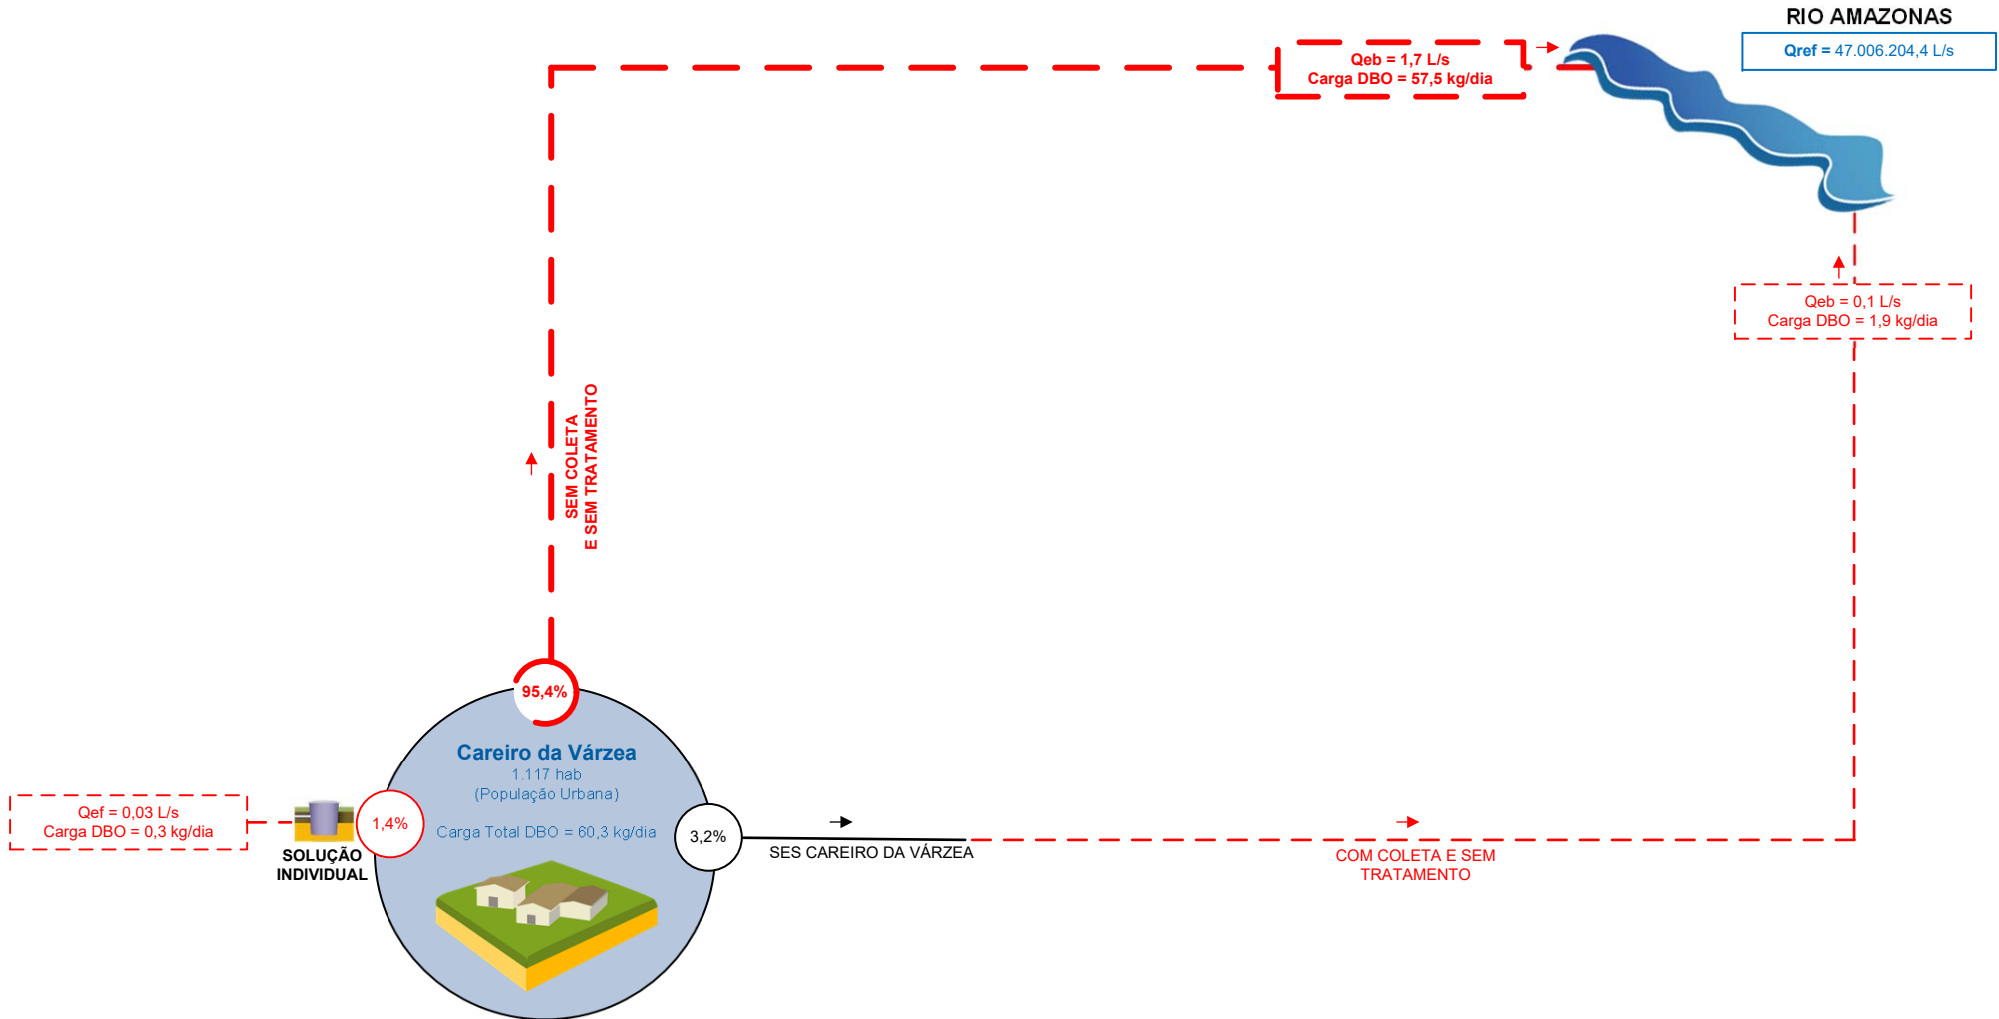 RIO AMAZONAS
Qref = 47.006.204,4 L/s
Qeb = 1,7 L/s
Carga DBO = 57,5 kg/dia
Qeb = 0,1 L/s
Carga DBO = 1,9 kg/dia
SEM COLETA
E SEM TRATAMENTO
95,4%
Careiro da Várzea
1.117 hab
(População Urbana)
Carga Total DBO = 60,3 kg/dia
Qef = 0,03 L/s
Carga DBO = 0,3 kg/dia
1,4%
SOLUÇÃO
INDIVIDUAL
3,2%
SES CAREIRO DA VÁRZEA
COM COLETA E SEM
TRATAMENTO